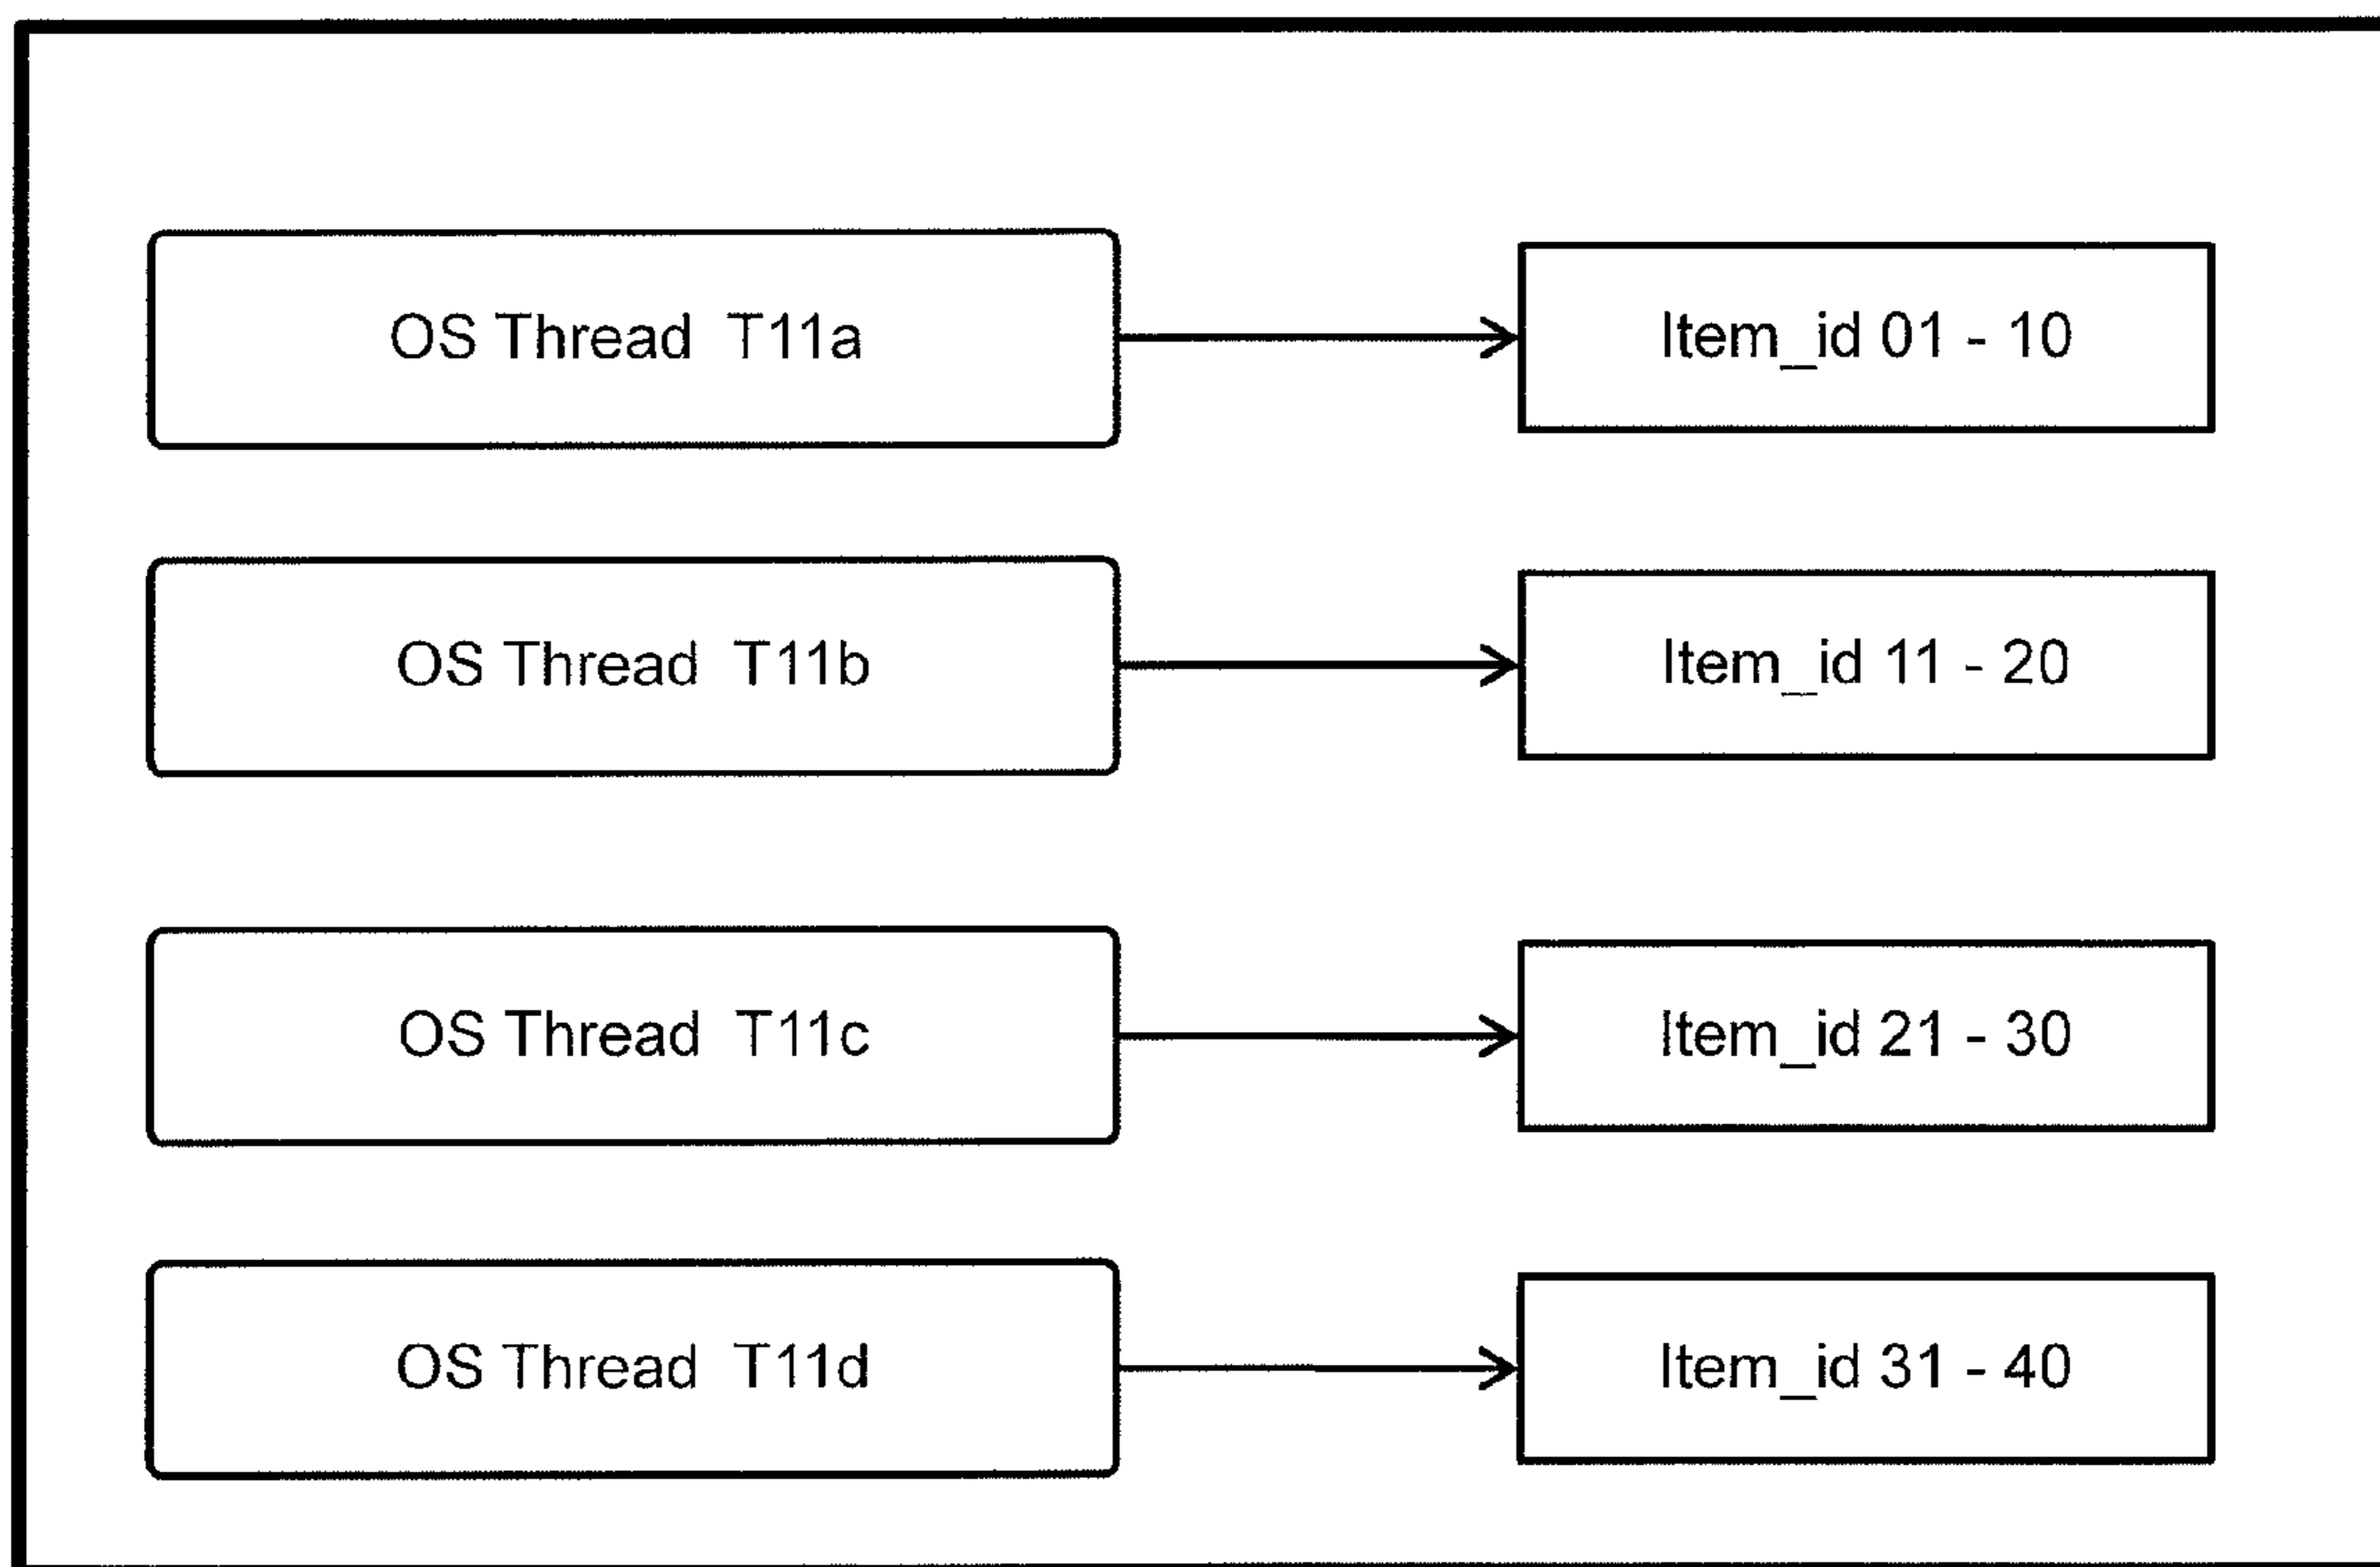 OS Thread T11a
Item_id 01 - 10
OS Thread T11b
Item_id 11 - 20
OS Thread T11c
Item_id 21 - 30
OS Thread T11d
Item_id 31 - 40